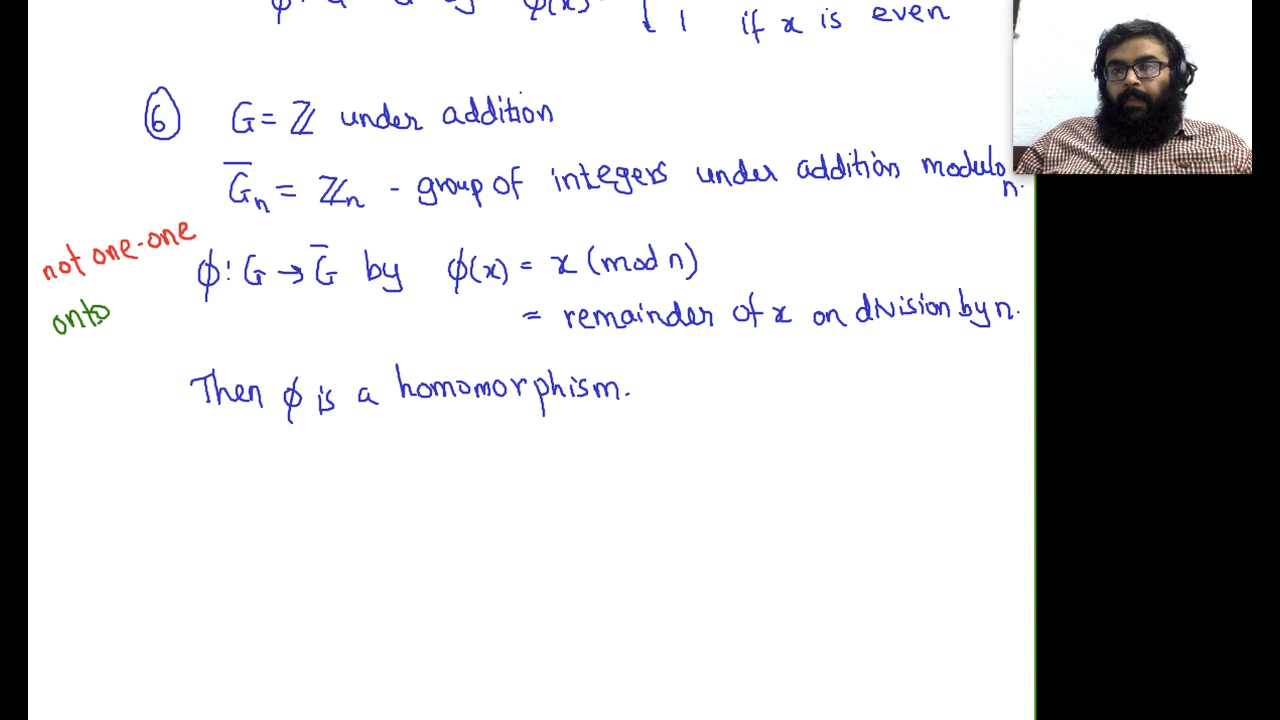 φ(x) = { 1 if x is even
⑥ G = ℤ under addition
G̅ₙ = ℤₙ - group of integers under addition modulo n.
not one-one
φ: G → G̅ by φ(x) = x (mod n)
onto
= remainder of x on division by n.
Then φ is a homomorphism.